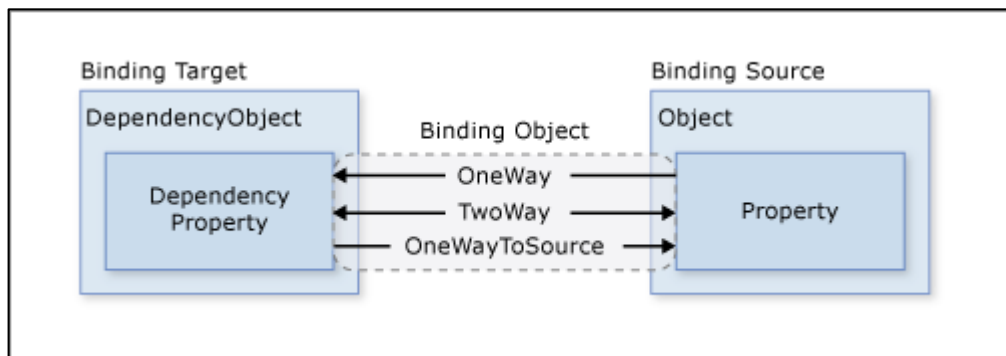 Binding Target
Binding Source
DependencyObject
Object
Binding Object
OneWay
Dependency
Property
TwoWay
Property
OneWayToSource